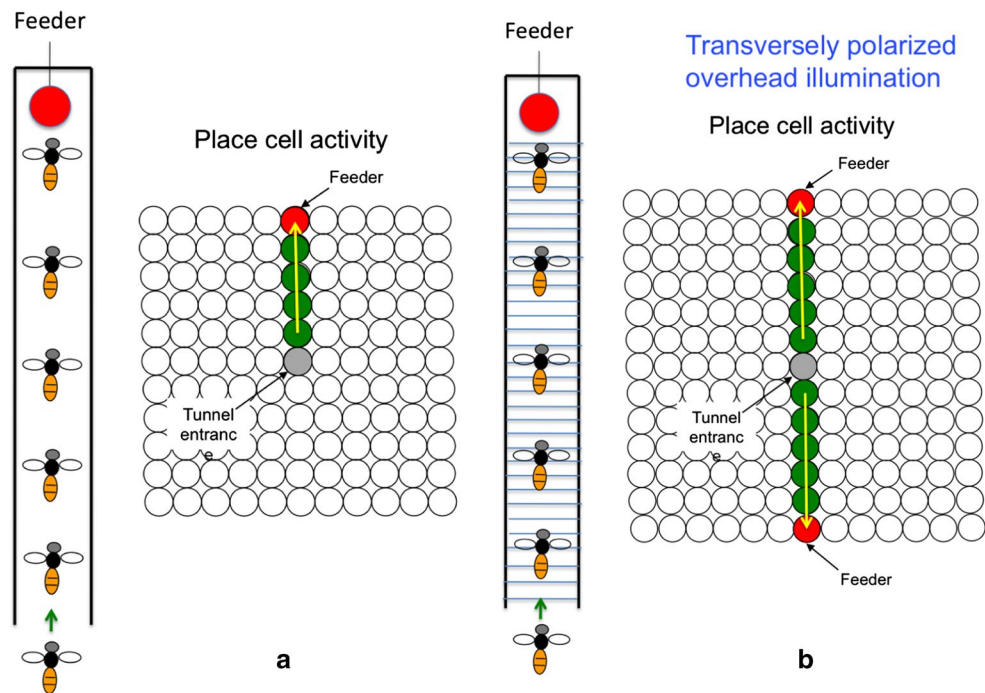 Feeder
Place cell activity
Feeder
Tunnel
entranc
e
a
Feeder
Transversely polarized
overhead illumination
Place cell activity
Feeder
Tunnel
entranc
e
Feeder
b